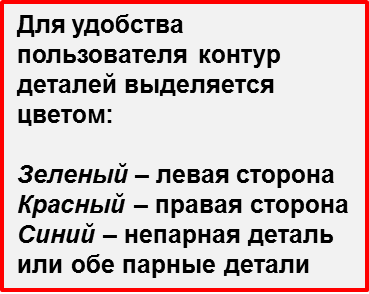 Для удобства
пользователя контур
деталей выделяется
цветом:
Зеленый – левая сторона
Красный – правая сторона
Синий – непарная деталь
или обе парные детали